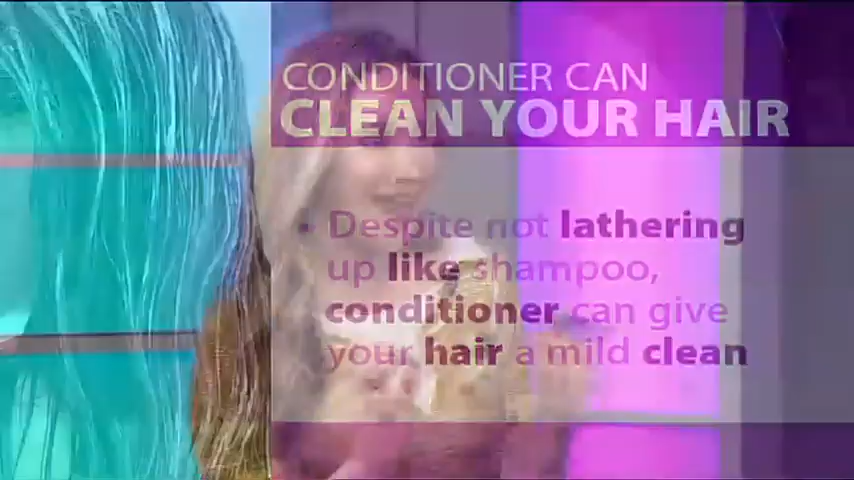 CONDITIONER CAN
CLEAN YOUR HAIR
• Despite not lathering
up like shampoo,
conditioner can give
your hair a mild clean